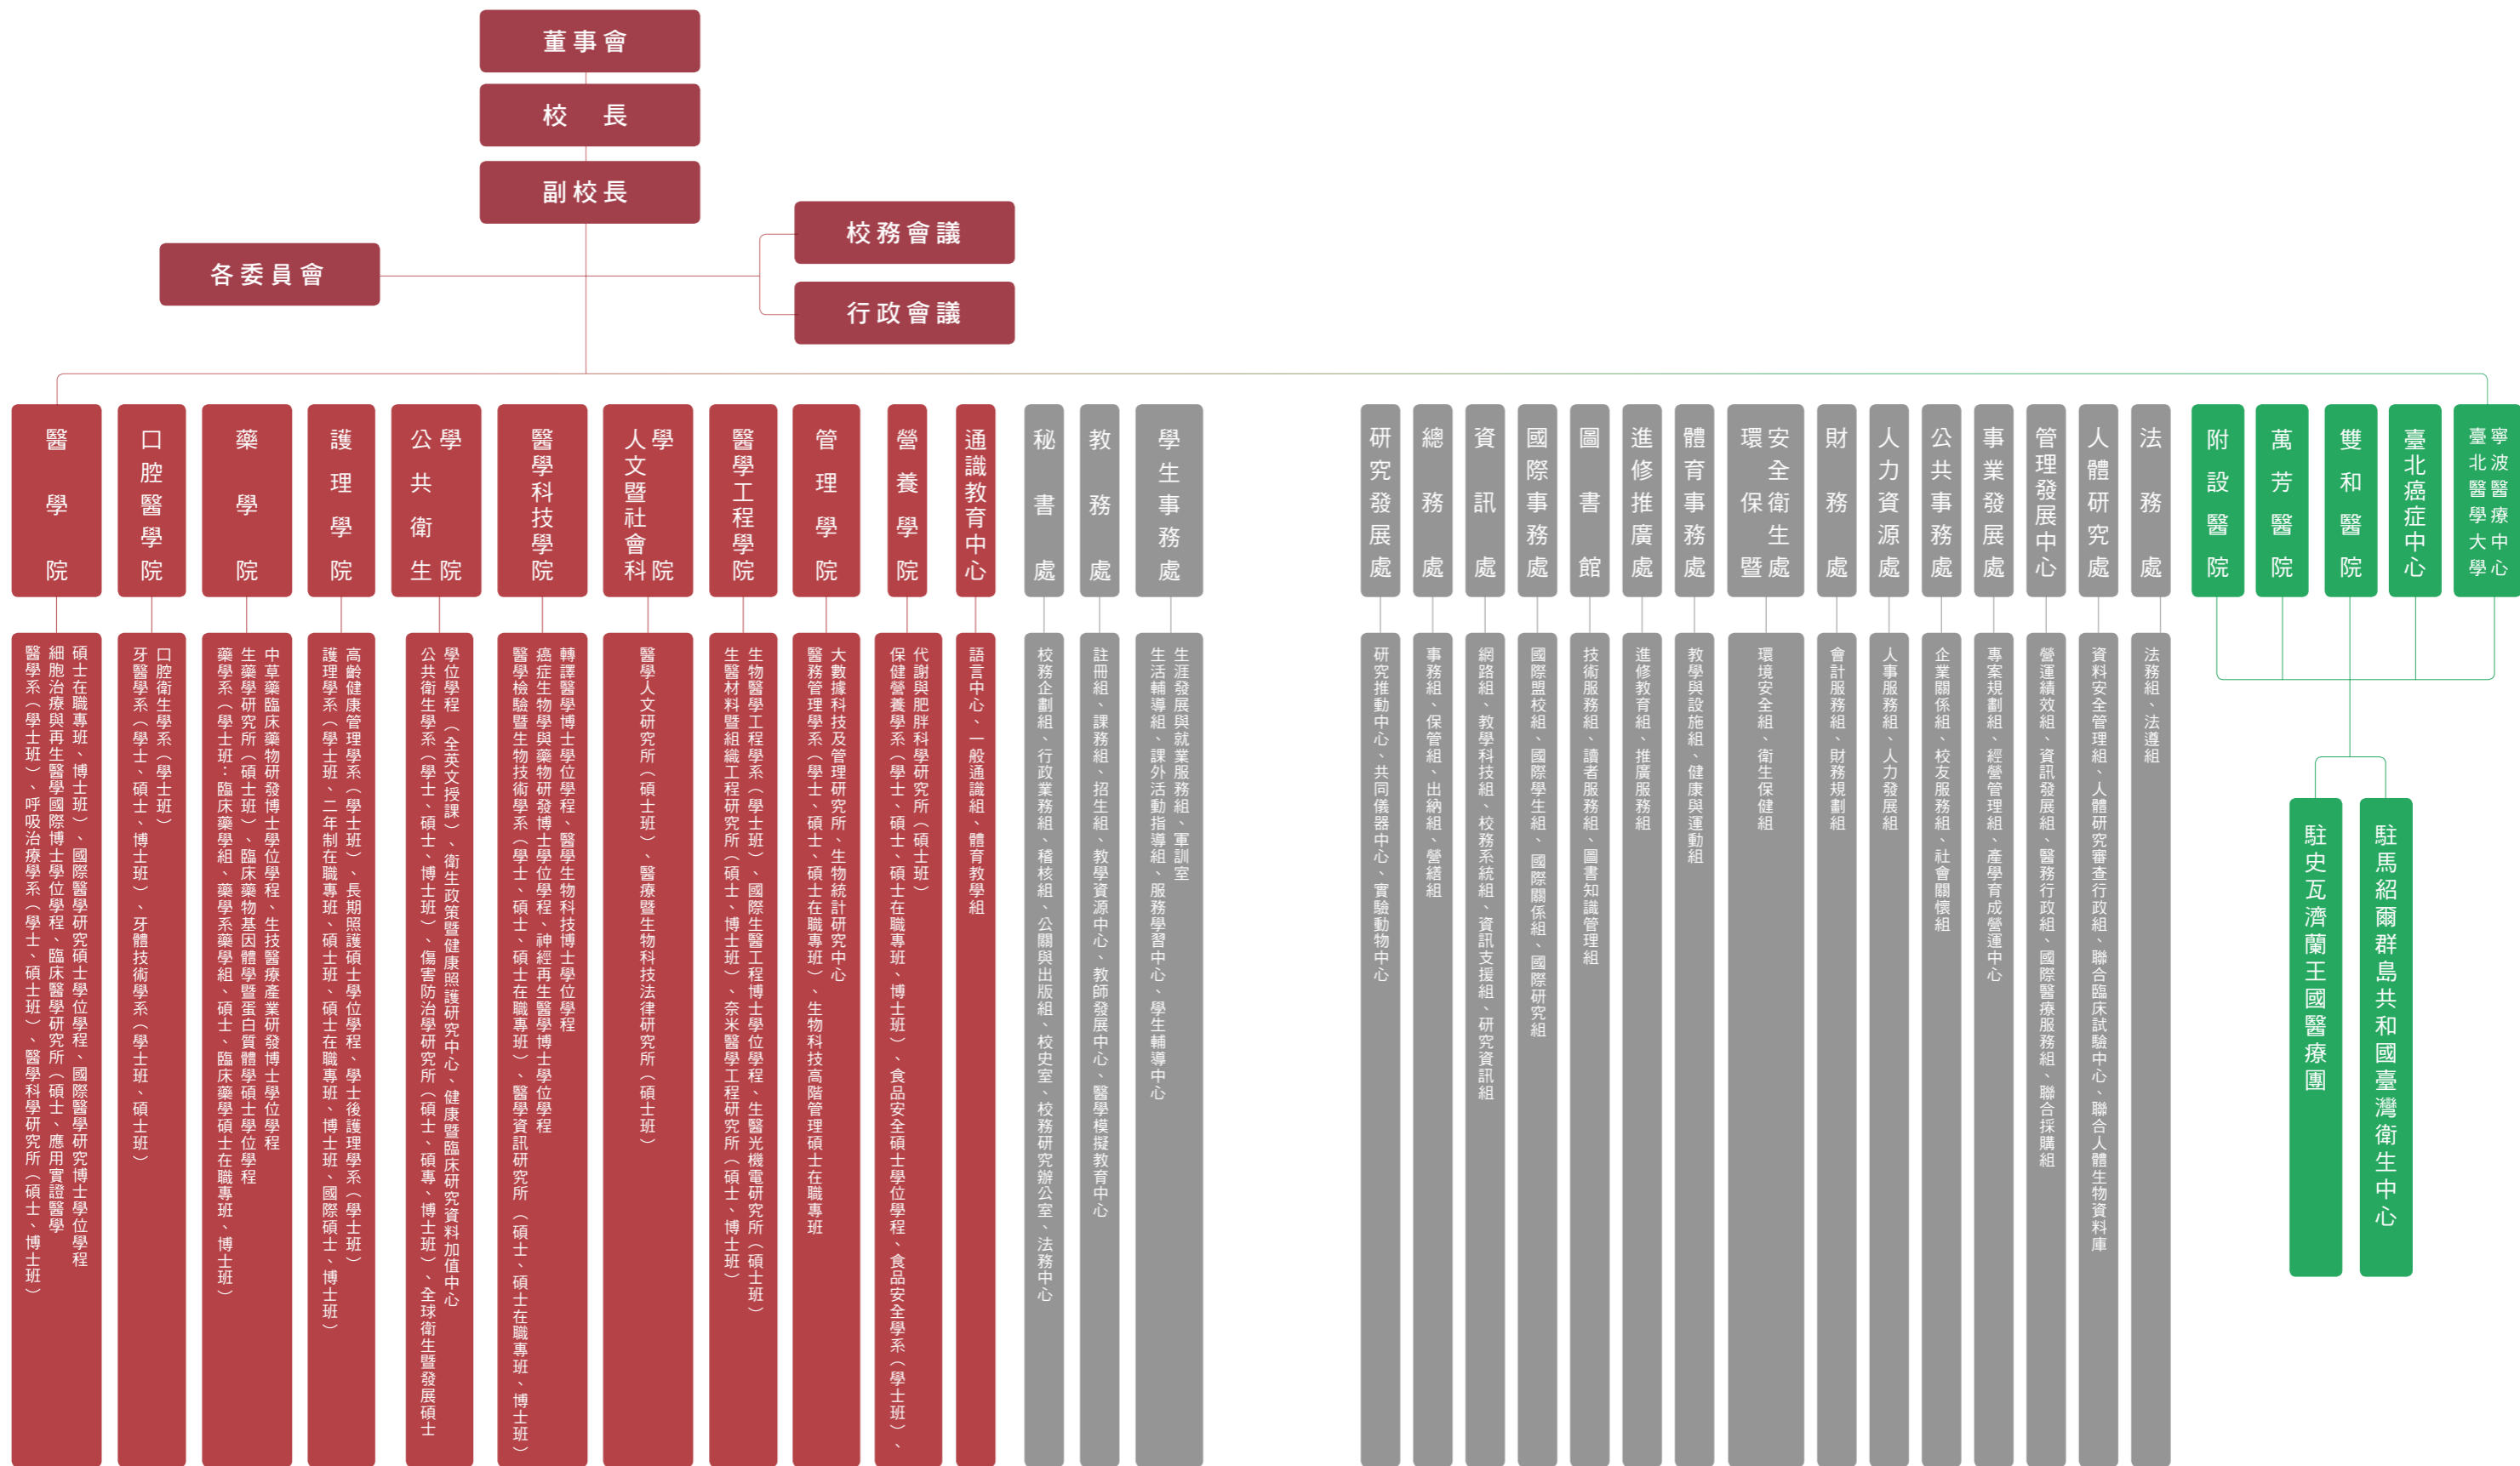 董事會
校長
副校長
各委員會
校務會議
行政會議
醫學院
口腔醫學院
藥學院
護理學院
公共衛生
學院
醫學科技學院
人文暨社會科
學院
醫學工程學院
管理學院
營養學院
通識教育中心
秘書處
教務處
學生事務處
研究發展處
總務處
資訊處
國際事務處
圖書館
進修推廣處
體育事務處
環保暨
安全衛生處
財務處
人力資源處
公共事務處
事業發展處
管理發展中心
人體研究處
法務處
附設醫院
萬芳醫院
雙和醫院
臺北癌症中心
臺北醫學大學
寧波醫療中心
醫學系（學士班）、呼吸治療學系（學士、碩士班）、醫學科學研究所（碩士、博士班）
細胞治療與再生醫學國際博士學位學程、臨床醫學研究所（碩士、應用實證醫學
碩士在職專班、博士班）、國際醫學研究碩士學位學程、國際醫學研究博士學位學程
牙醫學系（學士、碩士、博士班）、牙體技術學系（學士班、碩士班）
口腔衛生學系（學士班）
藥學系（學士班：臨床藥學組、藥學系藥學組、碩士、臨床藥學碩士在職專班、博士班）
生藥學研究所（碩士班）、臨床藥物基因體學暨蛋白質體學碩士學位學程
中草藥臨床藥物研發博士學位學程、生技醫療產業研發博士學位學程
護理學系（學士班、二年制在職專班、碩士班、碩士在職專班、博士班、國際碩士、博士班）
高齡健康管理學系（學士班）、長期照護碩士學位學程、學士後護理學系（學士班）
公共衛生學系（學士、碩士、博士班）、傷害防治學研究所（碩士、碩專、博士班）、全球衛生暨發展碩士
學位學程（全英文授課）、衛生政策暨健康照護研究中心、健康暨臨床研究資料加值中心
醫學檢驗暨生物技術學系（學士、碩士、碩士在職專班）、醫學資訊研究所（碩士、碩士在職專班、博士班）
癌症生物學與藥物研發博士學位學程、神經再生醫學博士學位學程
轉譯醫學博士學位學程、醫學生物科技博士學位學程
醫學人文研究所（碩士班）、醫療暨生物科技法律研究所（碩士班）
生醫材料暨組織工程研究所（碩士、博士班）、奈米醫學工程研究所（碩士、博士班）
生物醫學工程學系（學士班）、國際生醫工程博士學位學程、生醫光機電研究所（碩士班）
醫務管理學系（學士、碩士、碩士在職專班）、生物科技高階管理碩士在職專班
大數據科技及管理研究所、生物統計研究中心
保健營養學系（學士、碩士、碩士在職專班、博士班）、食品安全碩士學位學程、食品安全學系（學士班）、
代謝與肥胖科學研究所（碩士班）
語言中心、一般通識組、體育教學組
校務企劃組、行政業務組、稽核組、公關與出版組、校史室、校務研究辦公室、法務中心
註冊組、課務組、招生組、教學資源中心、教師發展中心、醫學模擬教育中心
生活輔導組、課外活動指導組、服務學習中心、學生輔導中心
生涯發展與就業服務組、軍訓室
研究推動中心、共同儀器中心、實驗動物中心
事務組、保管組、出納組、營繕組
網路組、教學科技組、校務系統組、資訊支援組、研究資訊組
國際盟校組、國際學生組、國際關係組、國際研究組
技術服務組、讀者服務組、圖書知識管理組
進修教育組、推廣服務組
教學與設施組、健康與運動組
環境安全組、衛生保健組
會計服務組、財務規劃組
人事服務組、人力發展組
企業關係組、校友服務組、社會關懷組
專案規劃組、經營管理組、產學育成營運中心
營運績效組、資訊發展組、醫務行政組、國際醫療服務組、聯合採購組
資料安全管理組、人體研究審查行政組、聯合臨床試驗中心、聯合人體生物資料庫
法務組、法遵組
駐史瓦濟蘭王國醫療團
駐馬紹爾群島共和國臺灣衛生中心